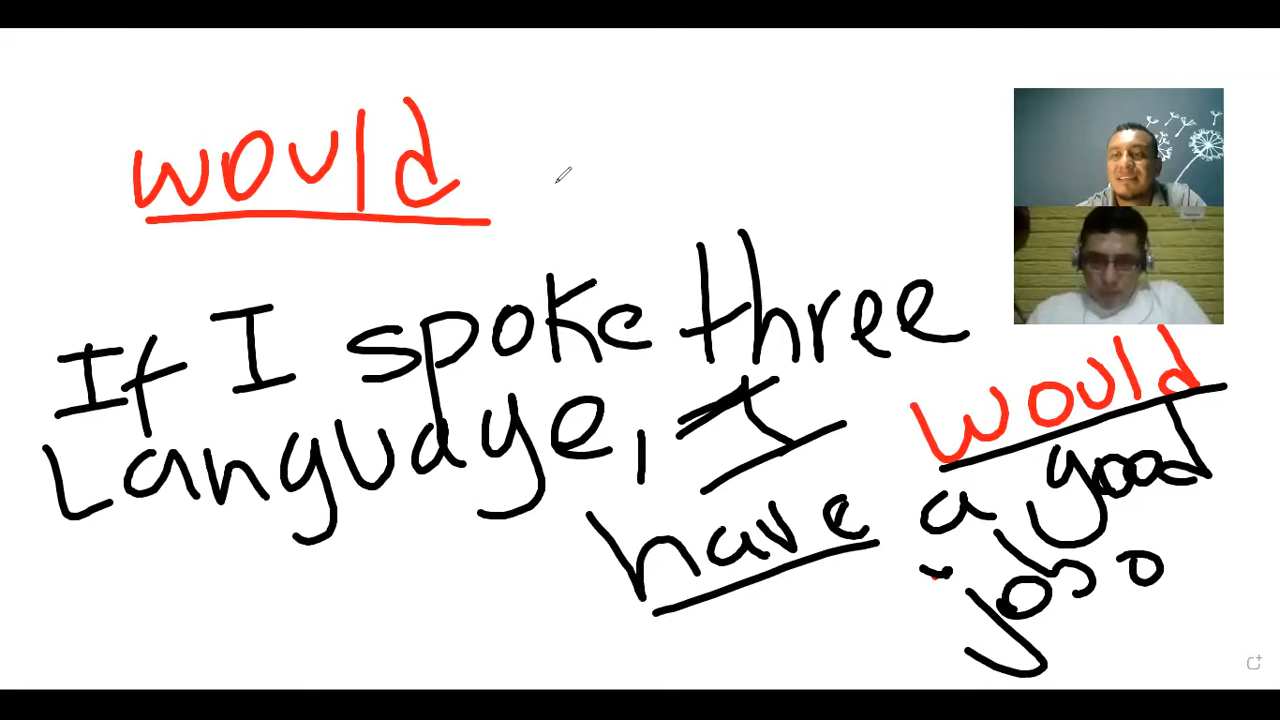 would
If I spoke three
Language, I would
have a good
job.